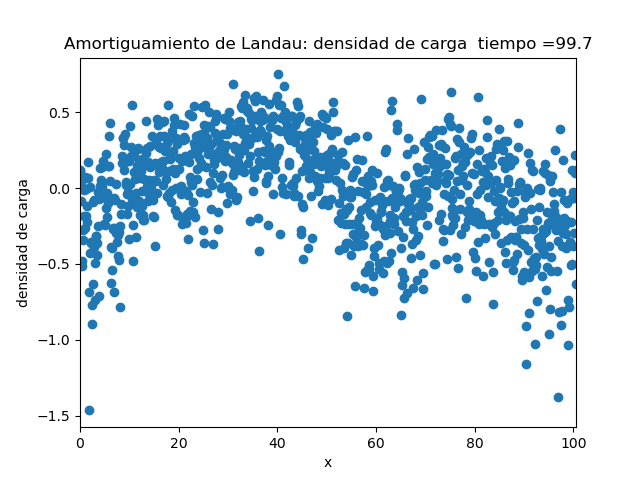 Amortiguamiento de Landau: densidad de carga  tiempo =99.7
densidad de carga
0.5
0.0
−0.5
−1.0
−1.5
0 20 40 60 80 100
x